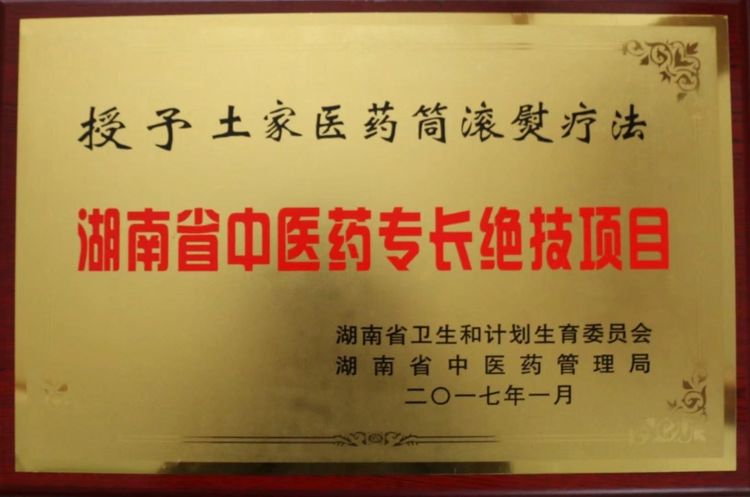 授予土家医药筒滚熨疗法
湖南省中医药专长绝技项目
湖南省卫生和计划生育委员会
湖南省中医药管理局
二〇一七年一月